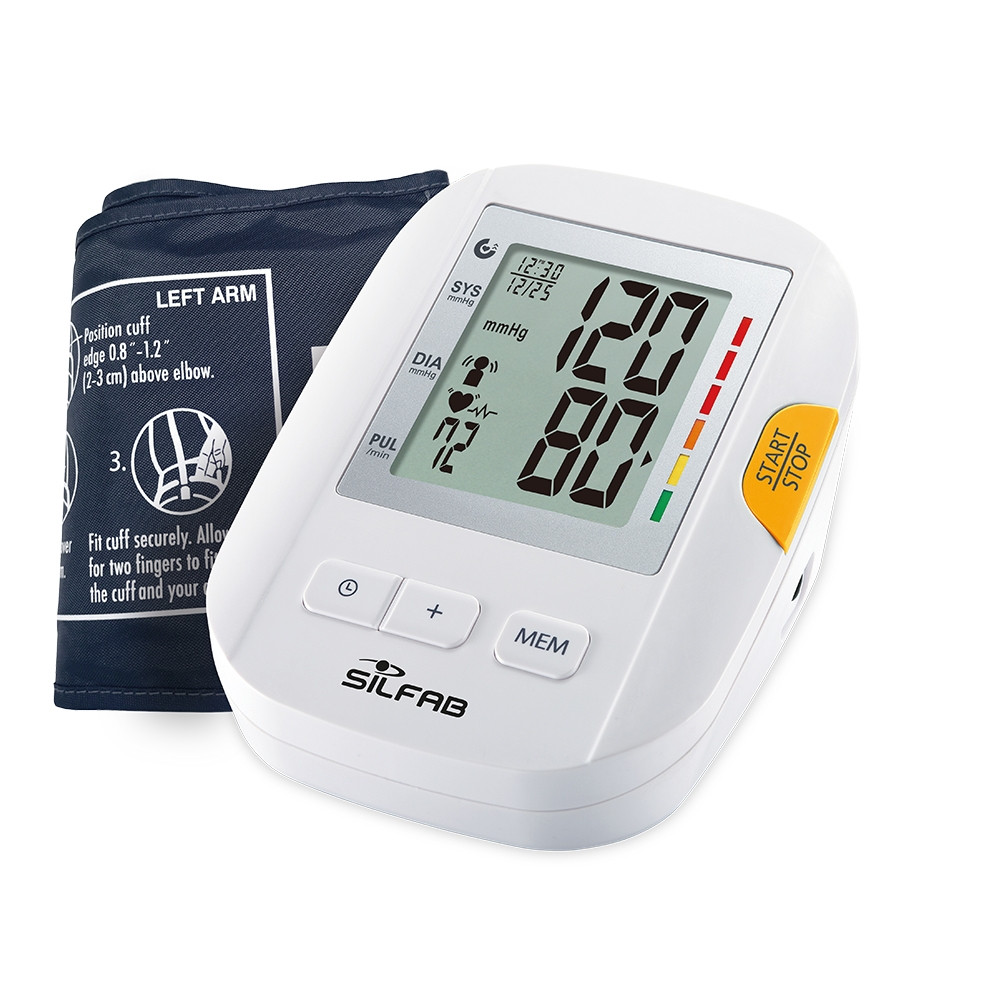 LEFT ARM
Position cuff
edge 0.8"-1.2"
(2-3 cm) above elbow.
3.
Fit cuff securely.
for two fingers to
the cuff and your
12:30
12/25
SYS
mmHg
mmHg
120
DIA
mmHg
80
PUL
/min
72
START
STOP
+
MEM
SILFAB